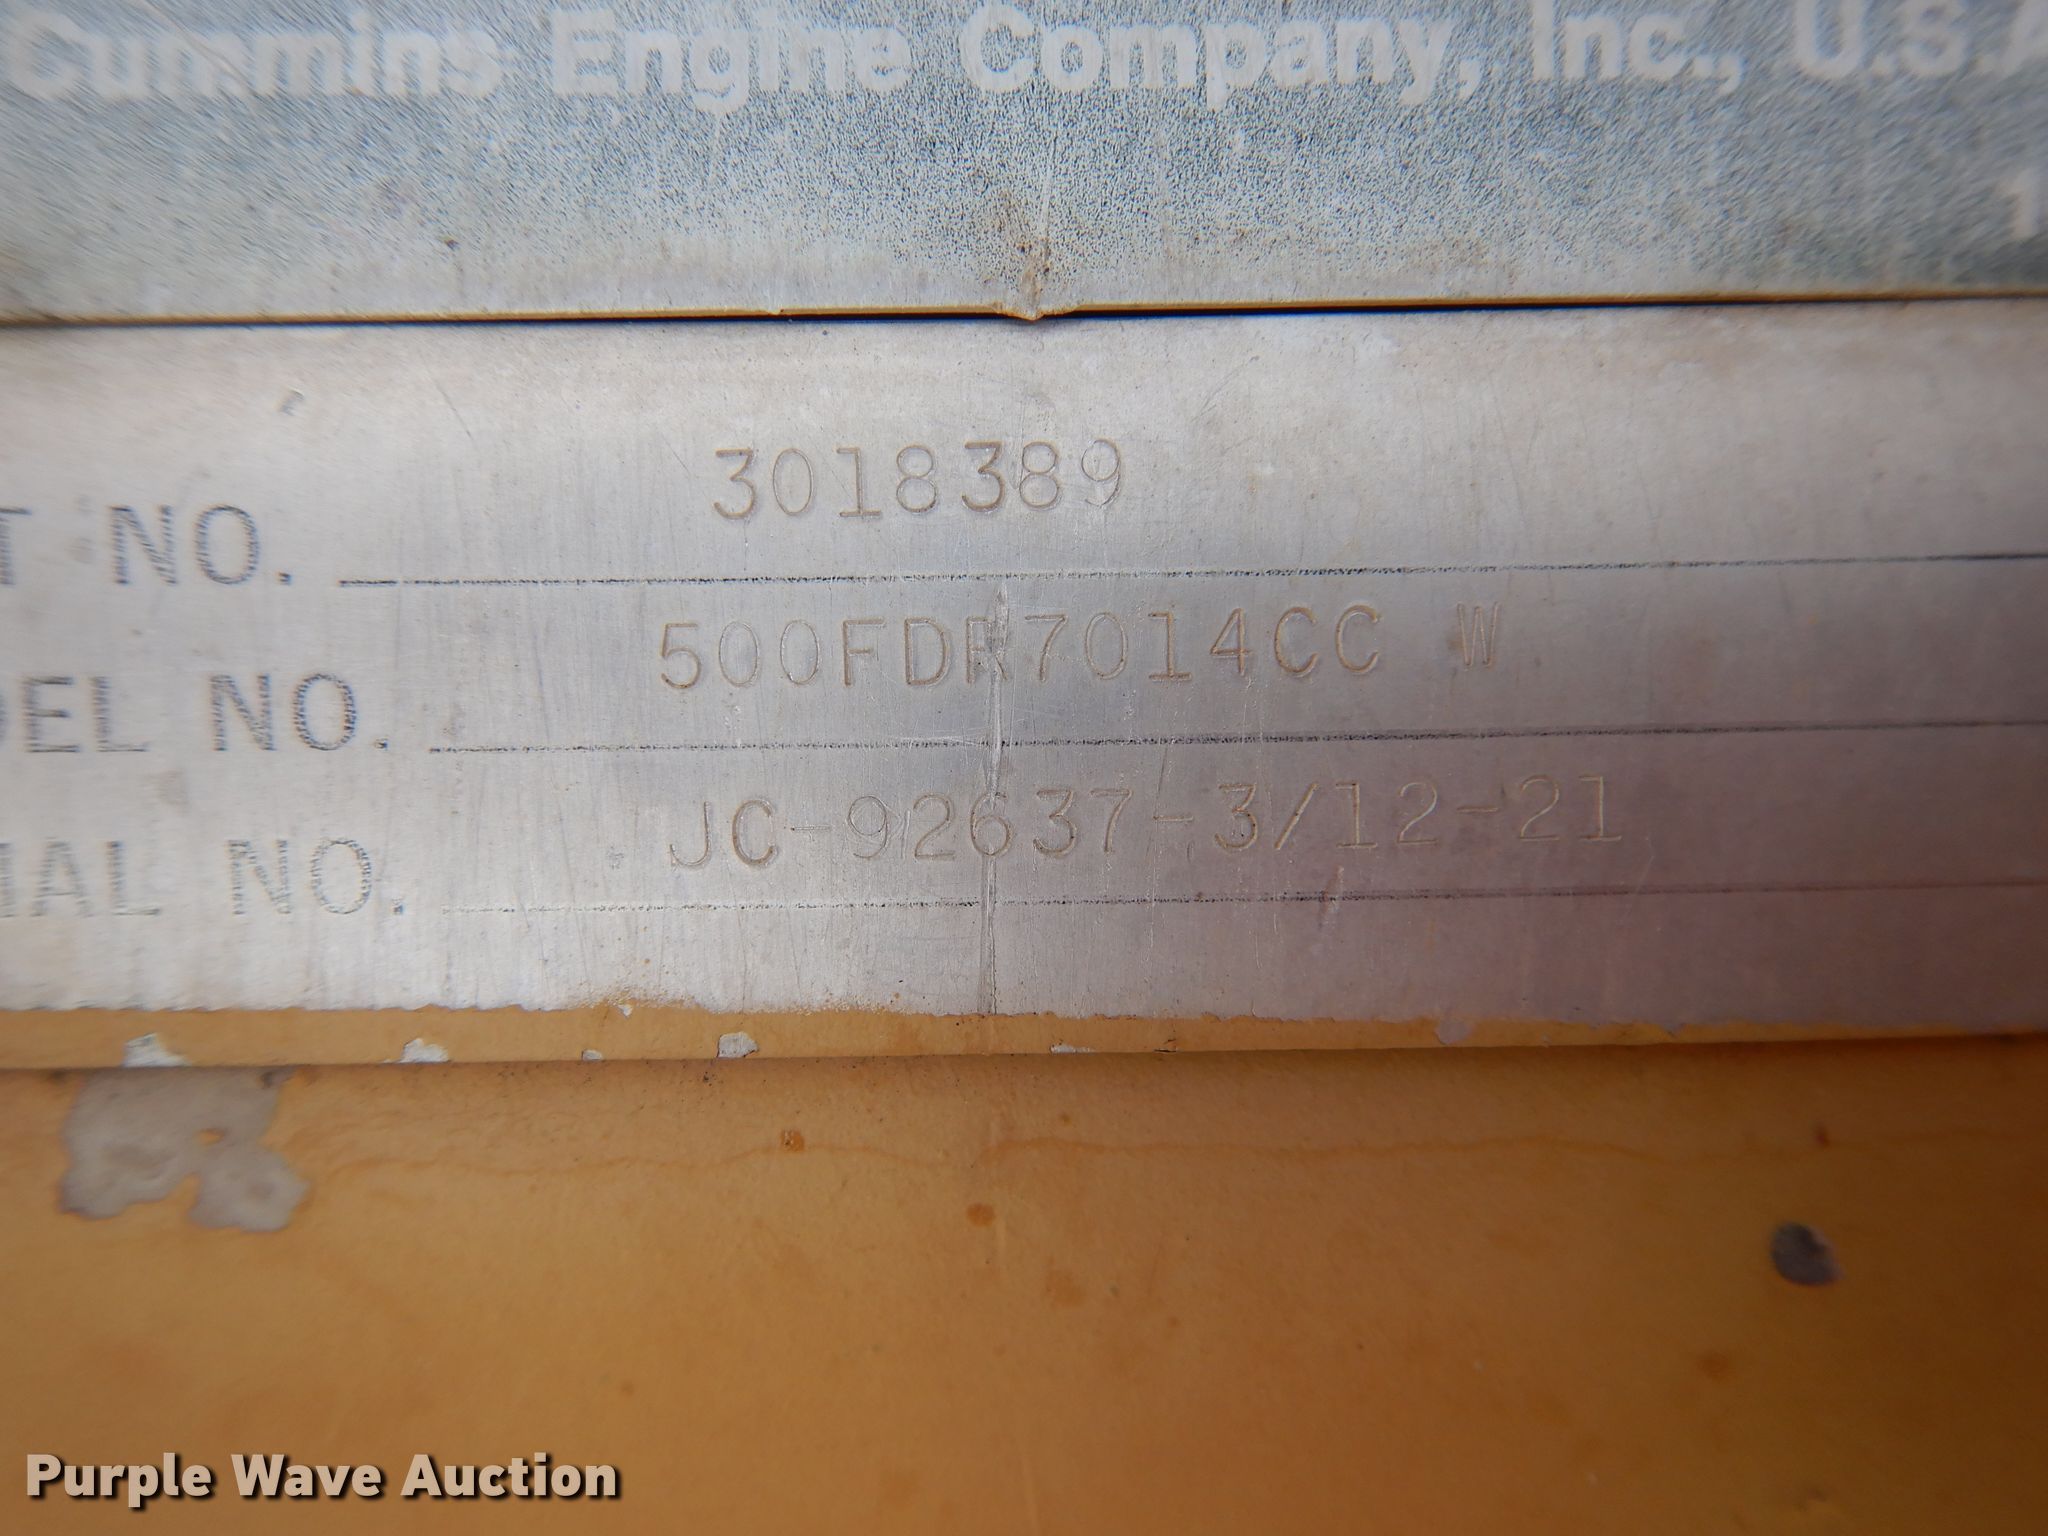 Cummins Engine Company, Inc., U.S.A
1
T NO. 3018389
DEL NO. 500FDR7014CC W
IAL NO. JC-92637-3/12-21
Purple Wave Auction